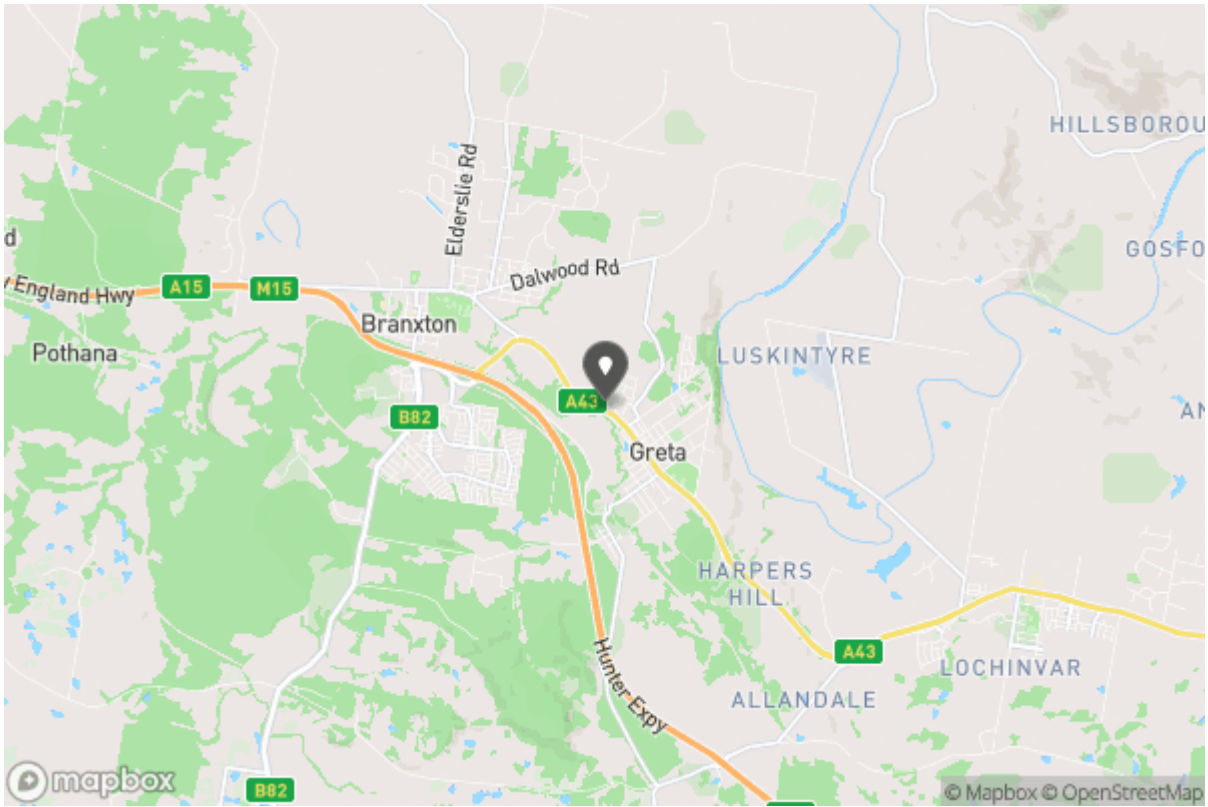 HILLSBOROU
Elderslie Rd
d
GOSFO
Dalwood Rd
A15
M15
y England Hwy
Branxton
Pothana
LUSKINTYRE
A43
B82
AN
Greta
HARPERS
HILL
A43
LOCHINVAR
Hunter Expy
ALLANDALE
mapbox
B82
© Mapbox © OpenStreetMap